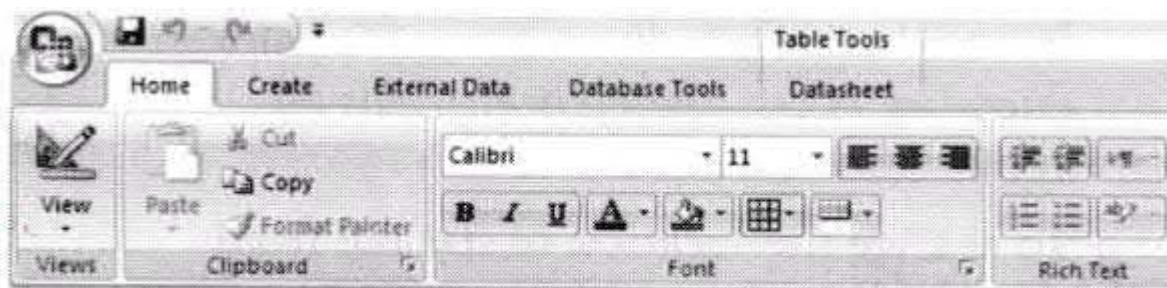 Table Tools
Home Create External Data Database Tools Datasheet
Cut
Calibri 11
Copy
View Paste B I U A
Format Painter
Views Clipboard Font Rich Text